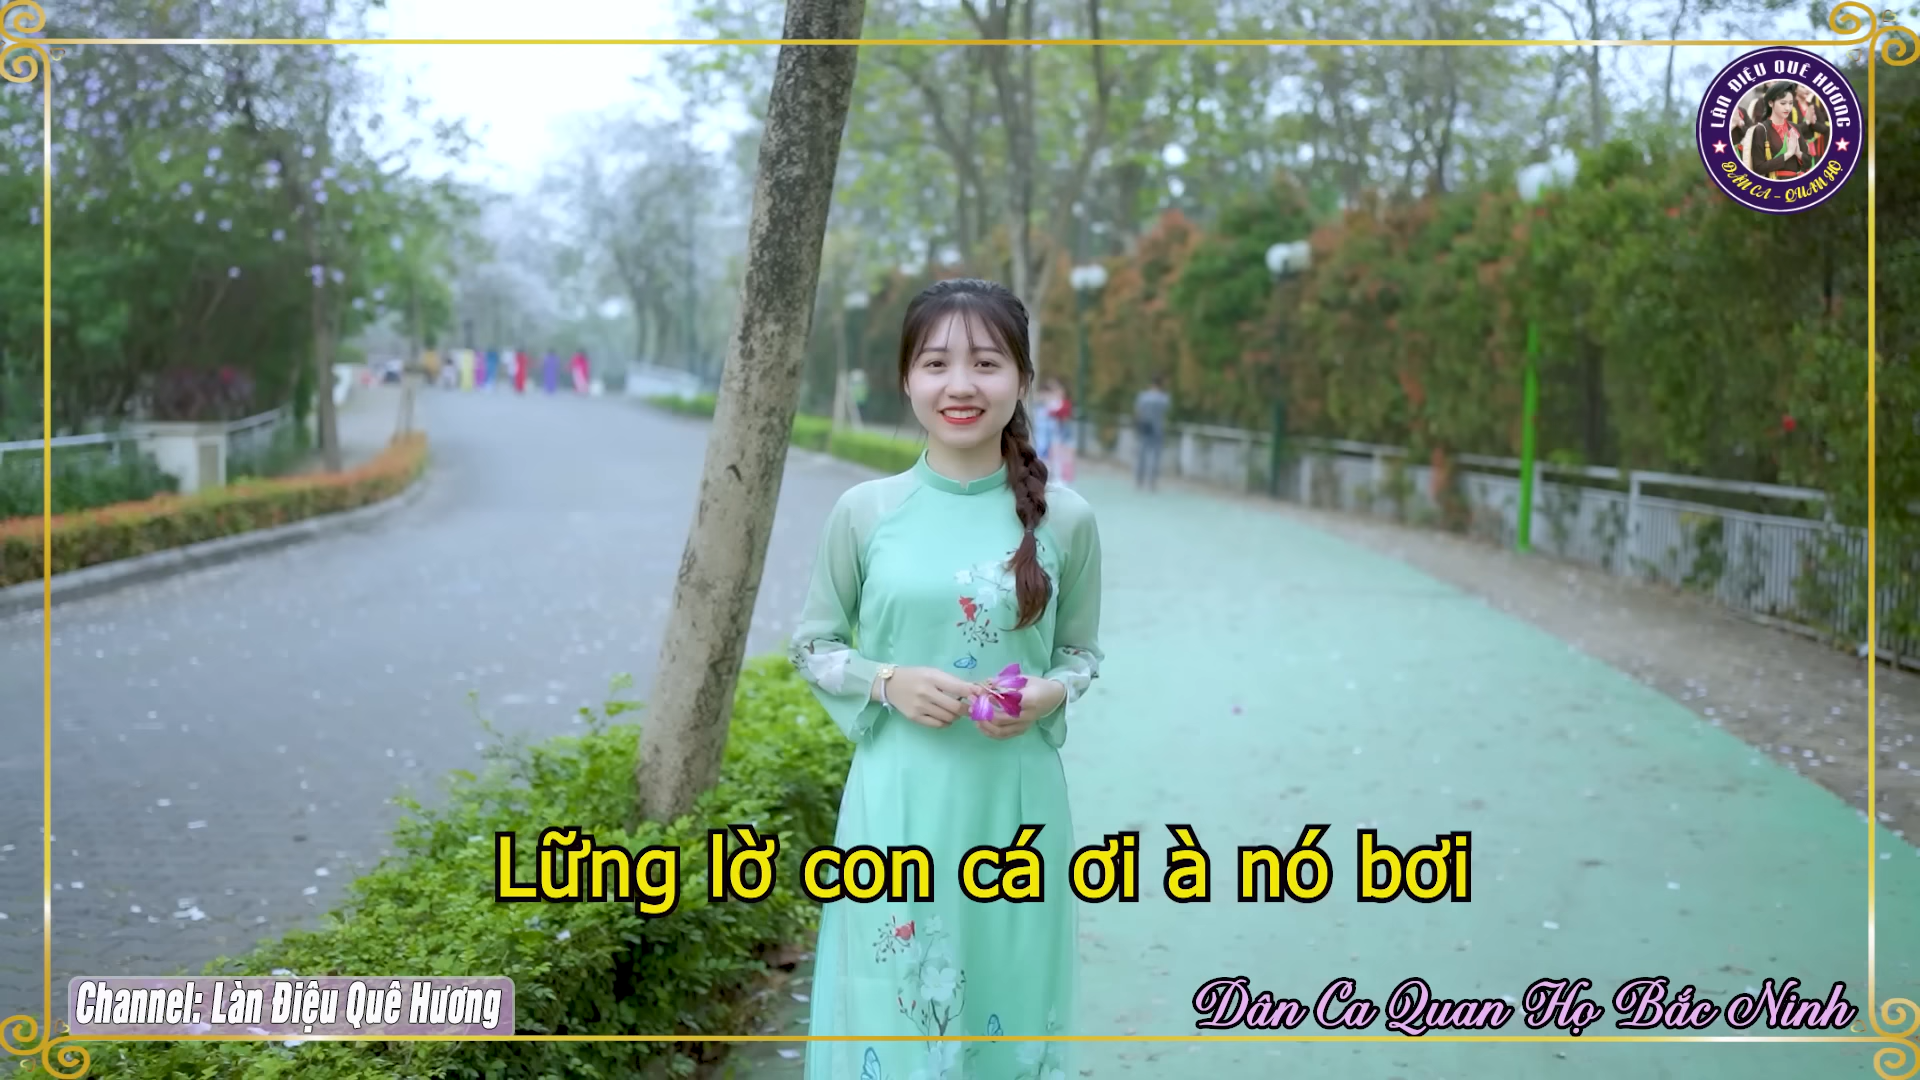 LÀN ĐIỆU QUÊ HƯƠNG
DÂN CA - QUAN HỌ
Lững lờ con cá ơi à nó bơi
Channel: Làn Điệu Quê Hương
Dân Ca Quan Họ Bắc Ninh